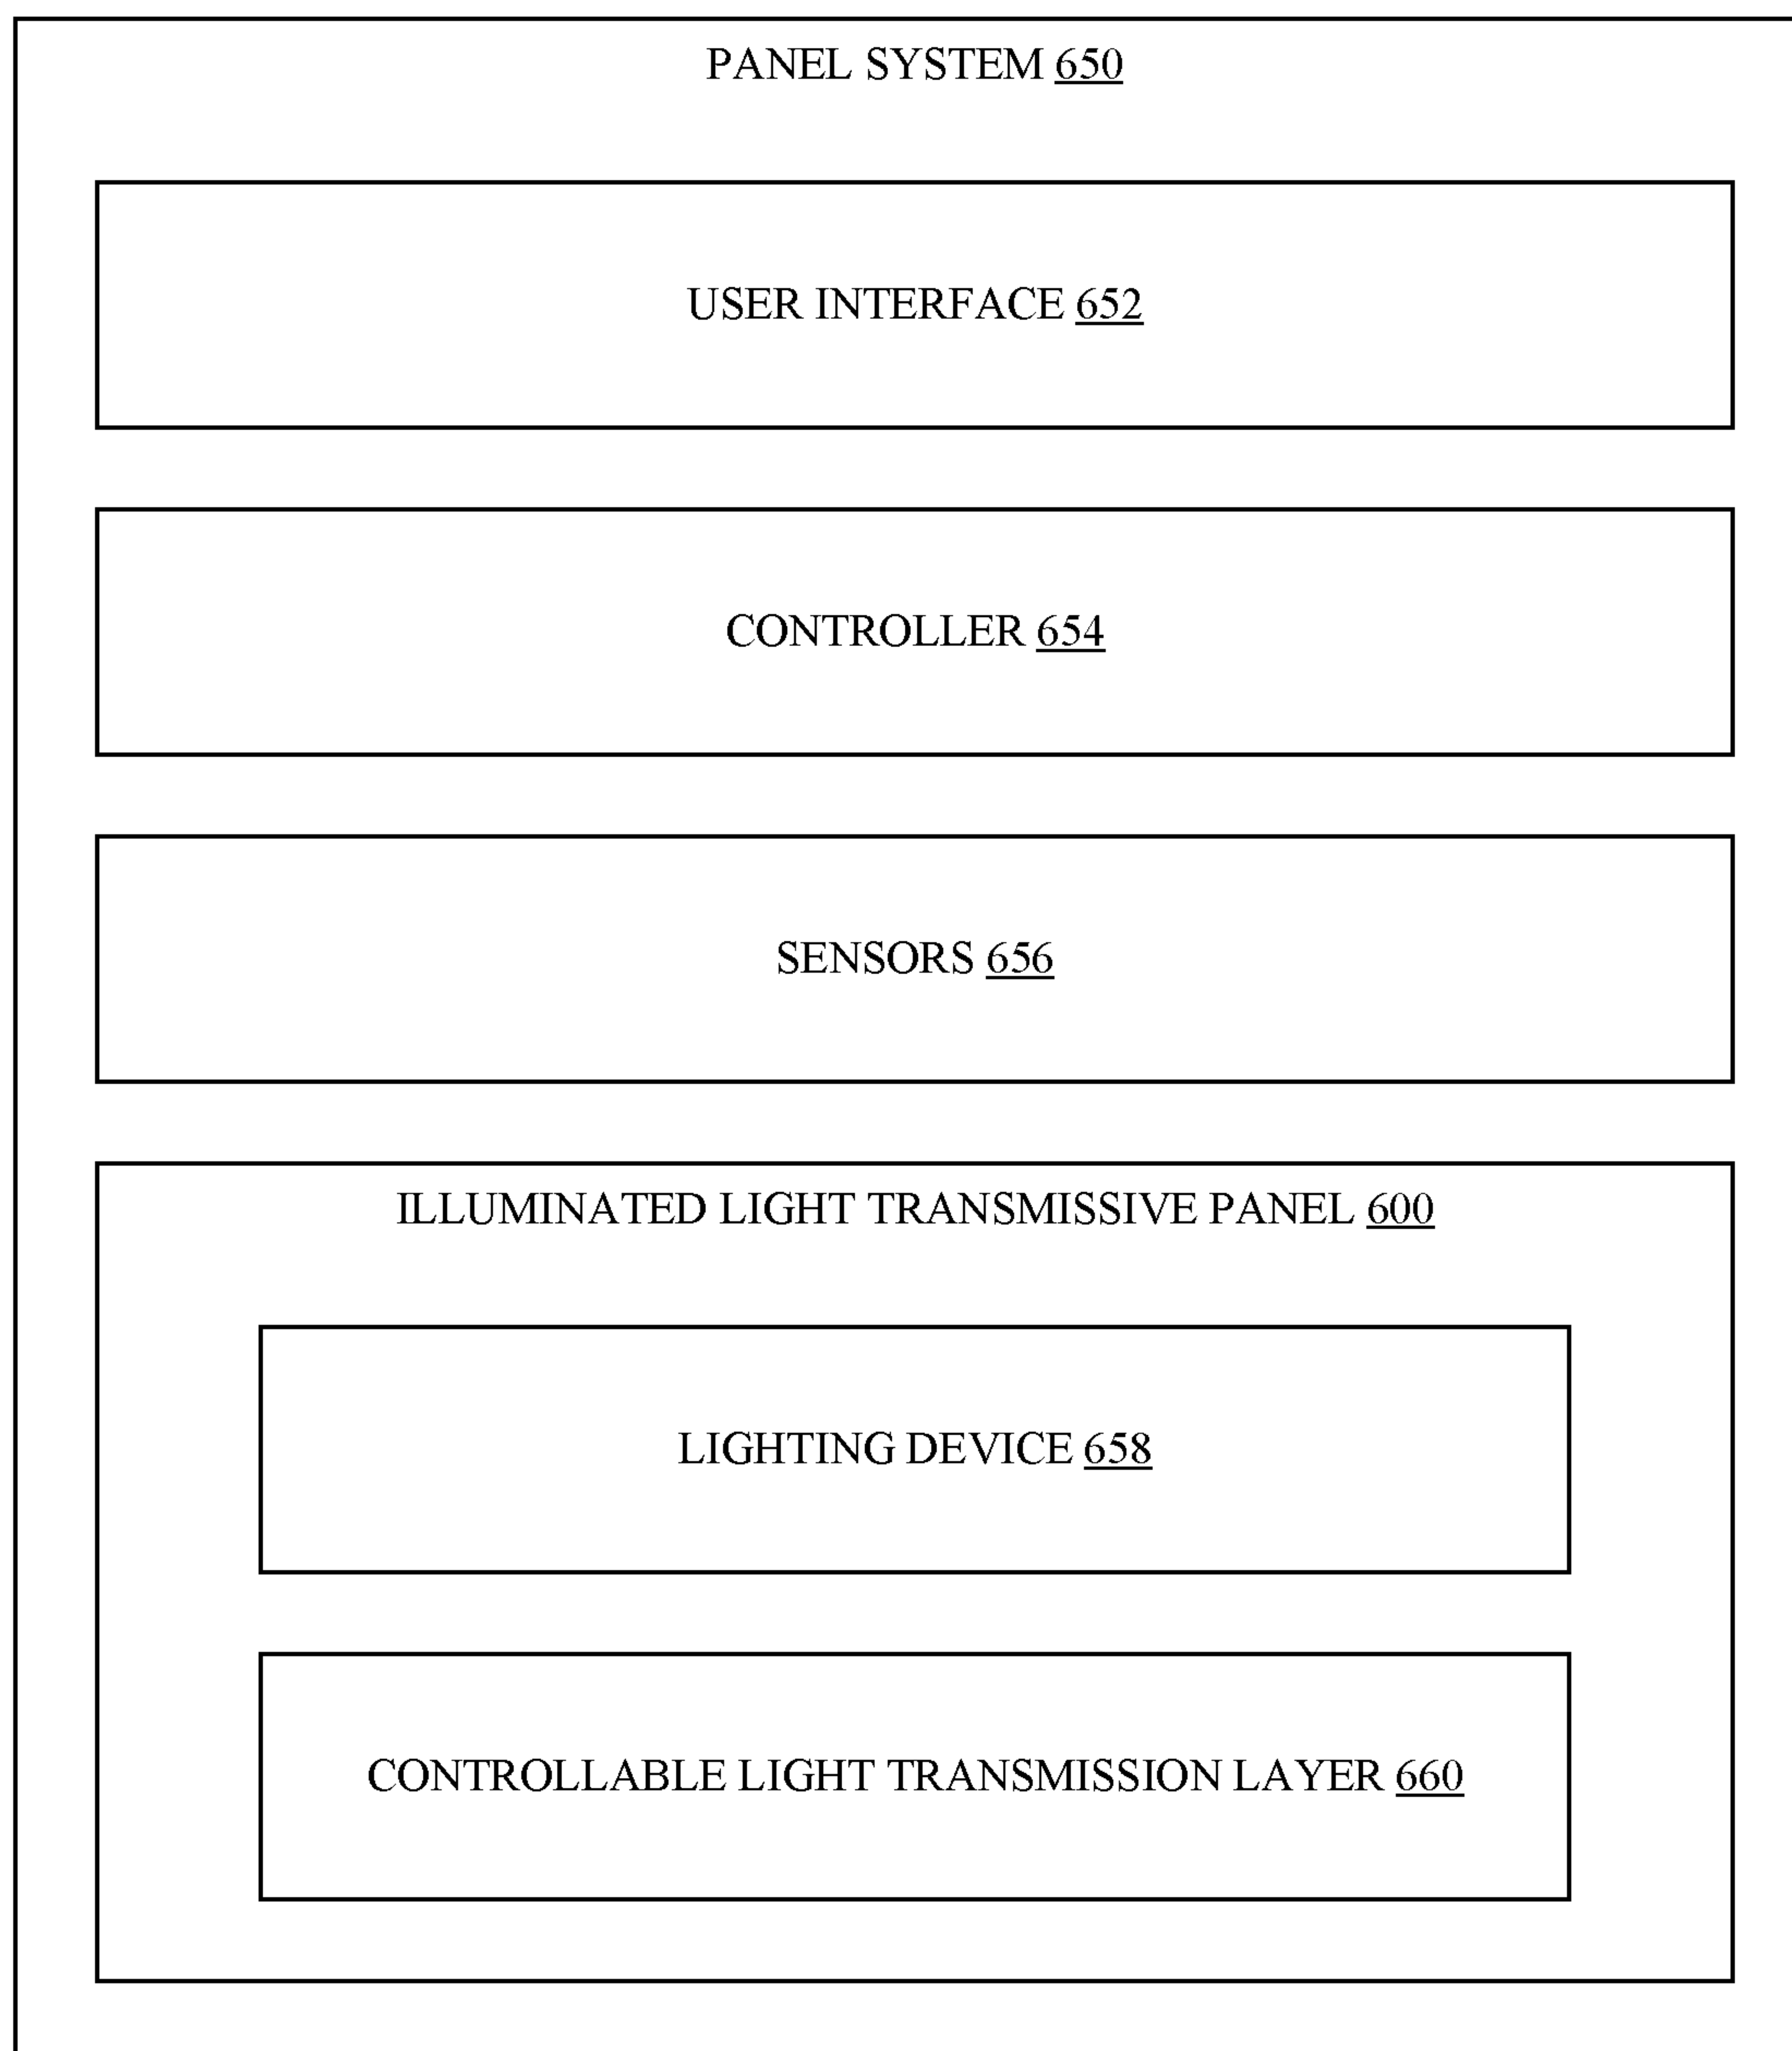 PANEL SYSTEM 650
USER INTERFACE 652
CONTROLLER 654
SENSORS 656
ILLUMINATED LIGHT TRANSMISSIVE PANEL 600
LIGHTING DEVICE 658
CONTROLLABLE LIGHT TRANSMISSION LAYER 660